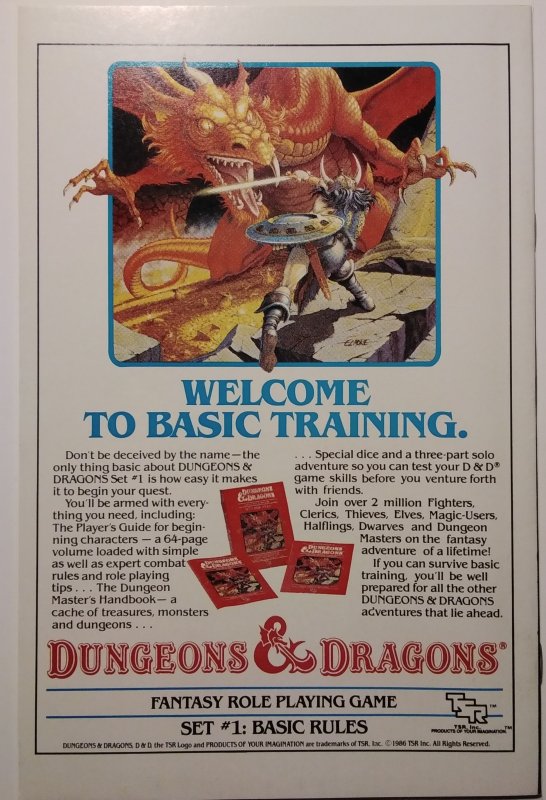 ELMORE
WELCOME
TO BASIC TRAINING.
Don't be deceived by the name—the
only thing basic about DUNGEONS &
DRAGONS Set #1 is how easy it makes
it to begin your quest.
You'll be armed with every-
thing you need, including:
The Player's Guide for begin-
ning characters — a 64-page
volume loaded with simple
as well as expert combat
rules and role playing
tips . . . The Dungeon
Master's Handbook—a
cache of treasures, monsters
and dungeons . . .
. . . Special dice and a three-part solo
adventure so you can test your D & D®
game skills before you venture forth
with friends.
Join over 2 million Fighters,
Clerics, Thieves, Elves, Magic-Users,
Halflings, Dwarves and Dungeon
Masters on the fantasy
adventure of a lifetime!
If you can survive basic
training, you'll be well
prepared for all the other
DUNGEONS & DRAGONS
adventures that lie ahead.
DUNGEONS
& DRAGONS
DUNGEONS
& DRAGONS
DUNGEONS
& DRAGONS
DUNGEONS & DRAGONS®
FANTASY ROLE PLAYING GAME
SET #1: BASIC RULES
TSR™
TSR, Inc.
PRODUCTS OF YOUR IMAGINATION™
DUNGEONS & DRAGONS, D & D, the TSR Logo and PRODUCTS OF YOUR IMAGINATION are trademarks of TSR, Inc. ©1986 TSR Inc. All Rights Reserved.